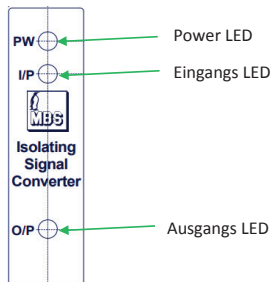 PW Power LED
I/P Eingangs LED
MBS
Isolating
Signal
Converter
O/P Ausgangs LED